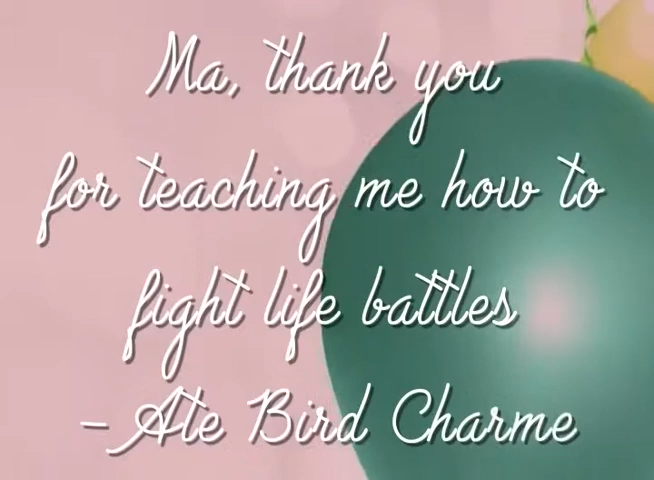 Ma, thank you
for teaching me how to
fight life battles
- Ate Bird Charme